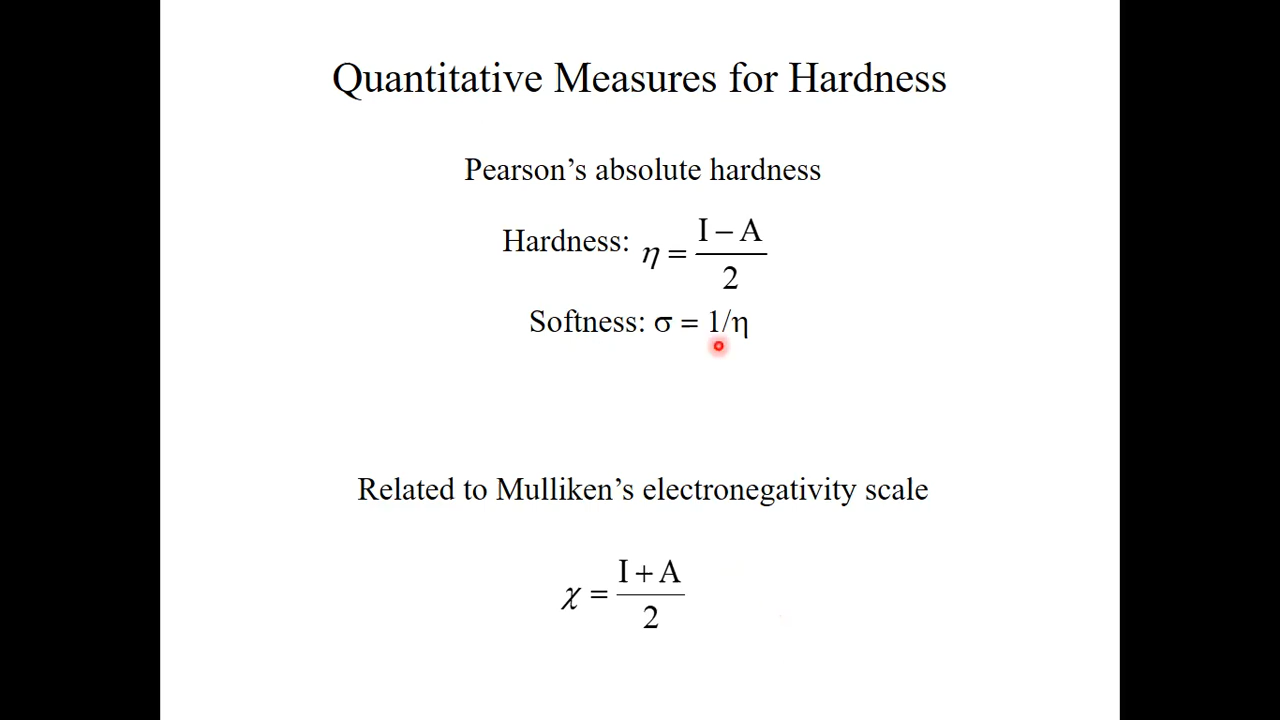 Quantitative Measures for Hardness
Pearson’s absolute hardness
Hardness: η = (I − A)/2
Softness: σ = 1/η
Related to Mulliken’s electronegativity scale
χ = (I + A)/2